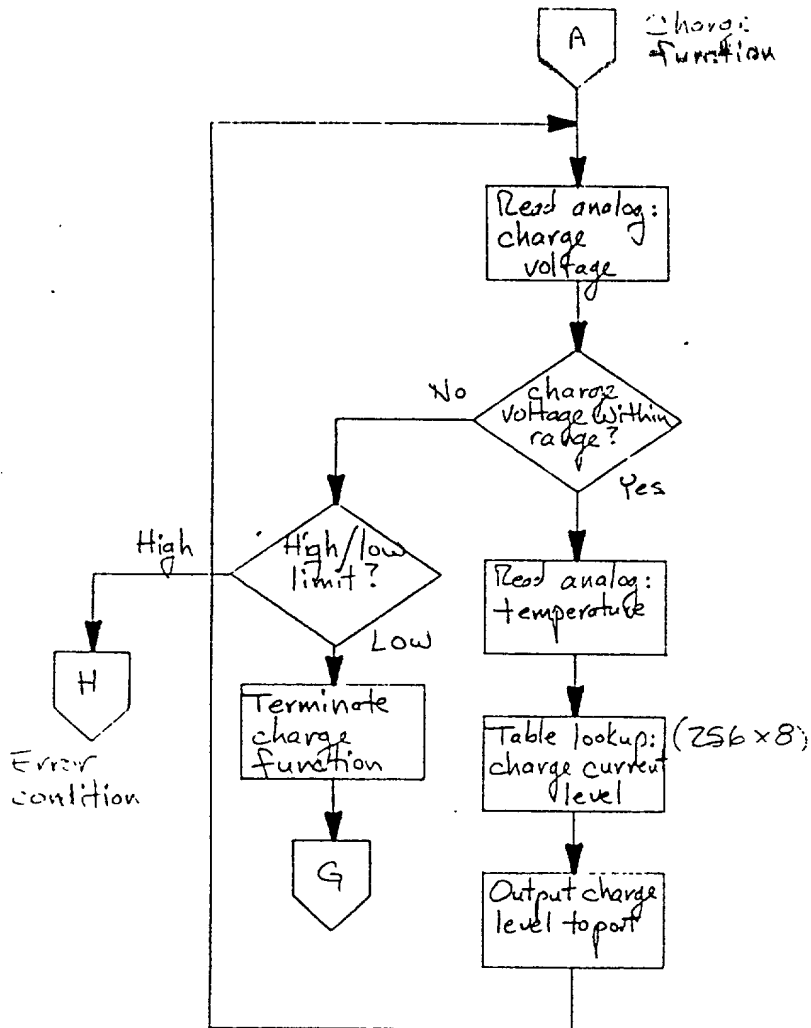 A
Charge
function
Read analog:
charge
voltage
charge
voltage within
range?
No
Yes
High/low
limit?
High
Low
Read analog:
temperature
H
Error
condition
Terminate
charge
function
Table lookup:
charge current
level
(256×8)
G
Output charge
level to port